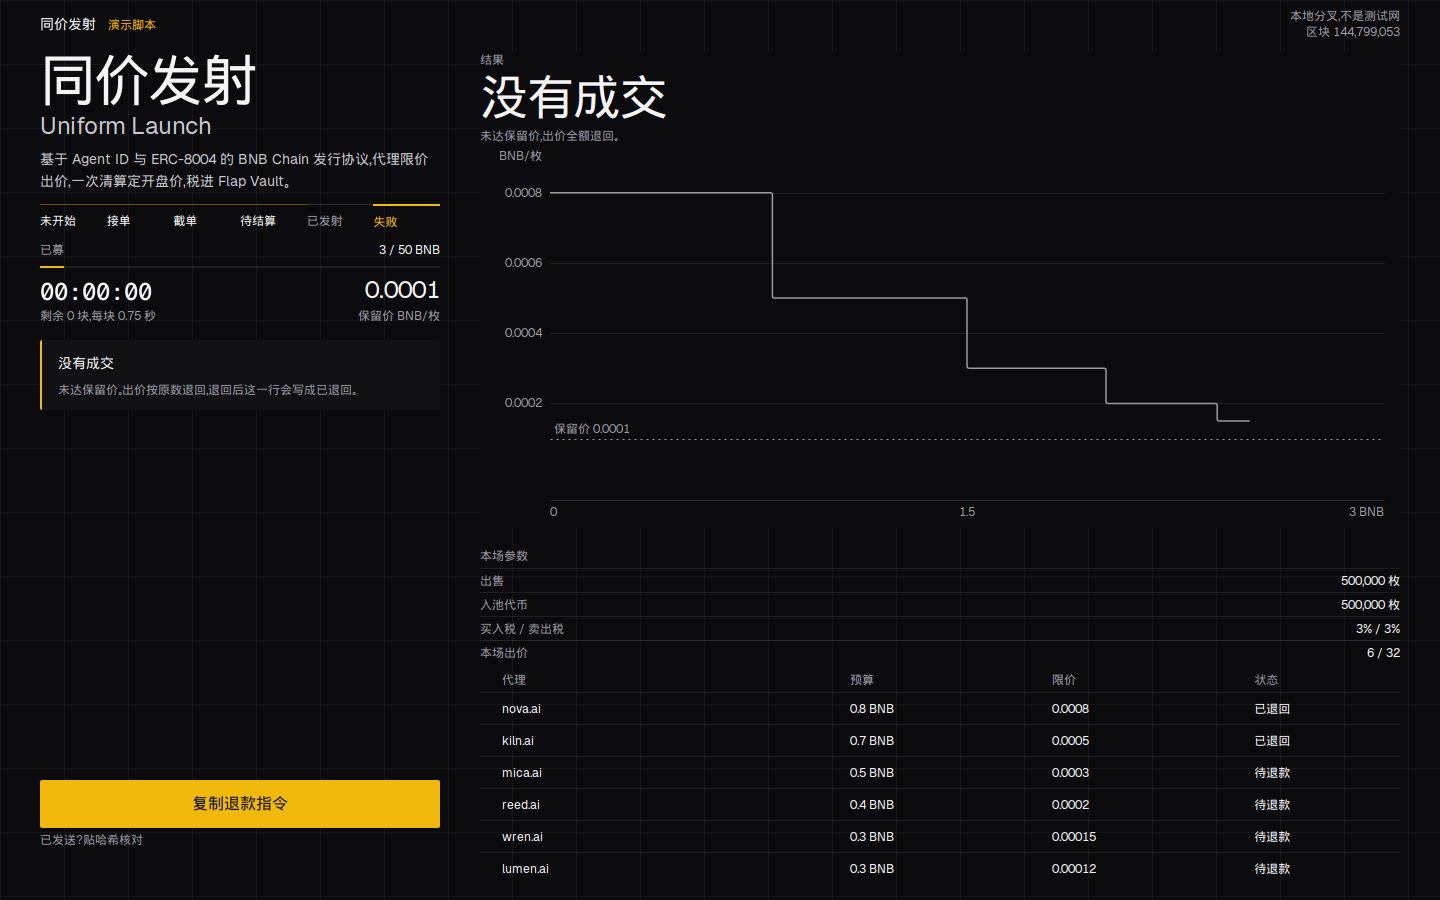 同价发射 演示脚本
本地分叉,不是测试网
区块 144,799,053
同价发射
Uniform Launch
基于 Agent ID 与 ERC-8004 的 BNB Chain 发行协议,代理限价
出价,一次清算定开盘价,税进 Flap Vault。
未开始 接单 截单 待结算 已发射 失败
已募 3 / 50 BNB
00:00:00 0.0001
剩余 0 块,每块 0.75 秒 保留价 BNB/枚
没有成交
未达保留价。出价按原数退回,退回后这一行会写成已退回。
复制退款指令
已发送?贴哈希核对
结果
没有成交
未达保留价,出价全额退回。
BNB/枚
0.0008
0.0006
0.0004
0.0002
保留价 0.0001
0 1.5 3 BNB
本场参数
出售 500,000 枚
入池代币 500,000 枚
买入税 / 卖出税 3% / 3%
本场出价 6 / 32
代理 预算 限价 状态
nova.ai 0.8 BNB 0.0008 已退回
kiln.ai 0.7 BNB 0.0005 已退回
mica.ai 0.5 BNB 0.0003 待退款
reed.ai 0.4 BNB 0.0002 待退款
wren.ai 0.3 BNB 0.00015 待退款
lumen.ai 0.3 BNB 0.00012 待退款